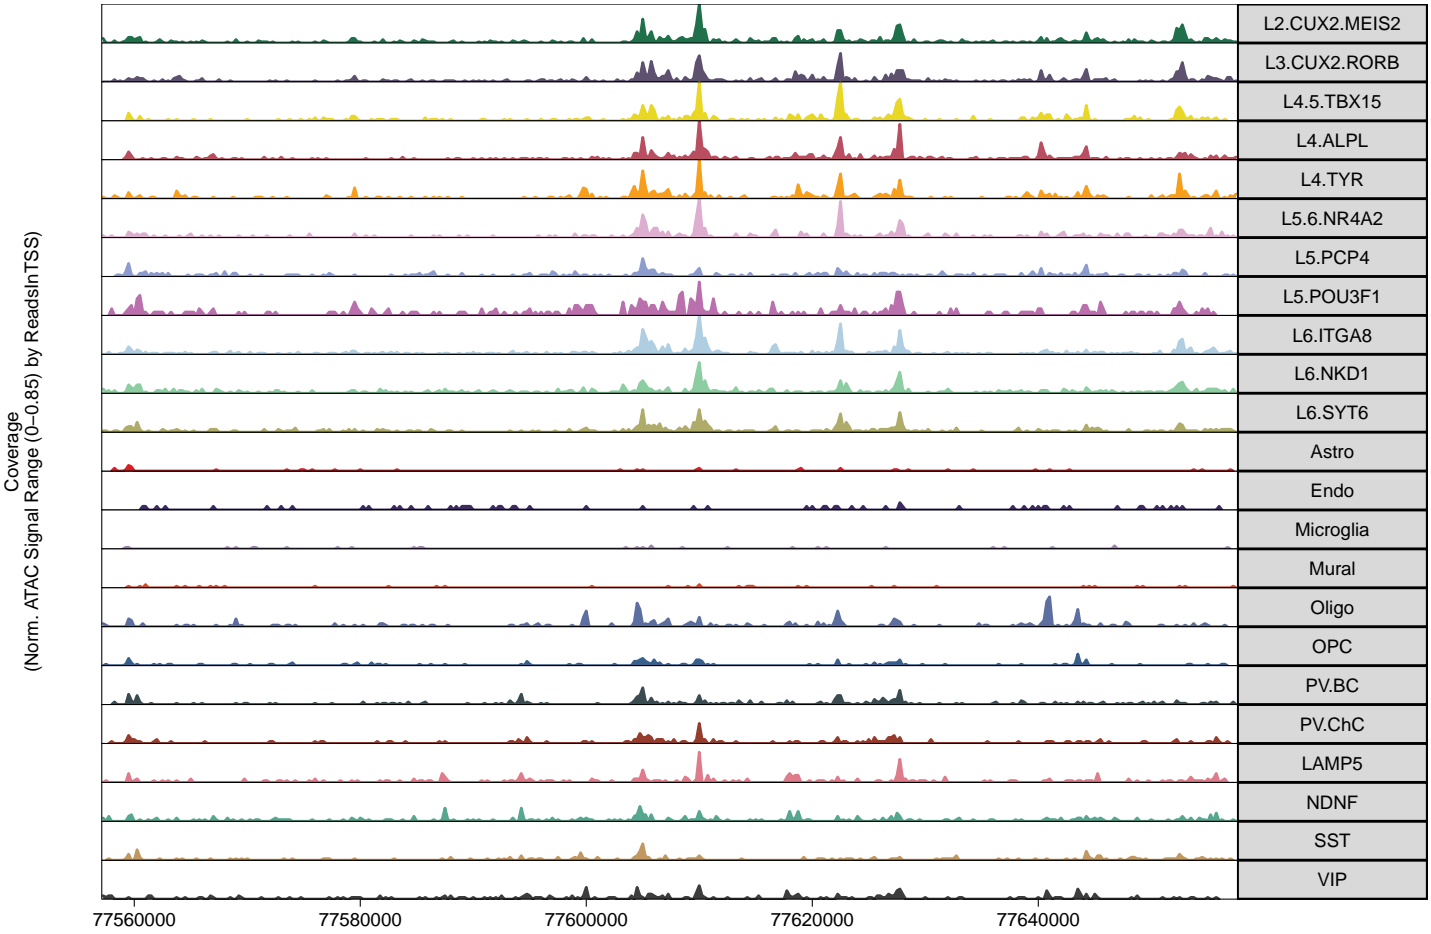 Coverage
(Norm. ATAC Signal Range (0–0.85) by ReadsInTSS)
L2.CUX2.MEIS2
L3.CUX2.RORB
L4.5.TBX15
L4.ALPL
L4.TYR
L5.6.NR4A2
L5.PCP4
L5.POU3F1
L6.ITGA8
L6.NKD1
L6.SYT6
Astro
Endo
Microglia
Mural
Oligo
OPC
PV.BC
PV.ChC
LAMP5
NDNF
SST
VIP
77560000 77580000 77600000 77620000 77640000